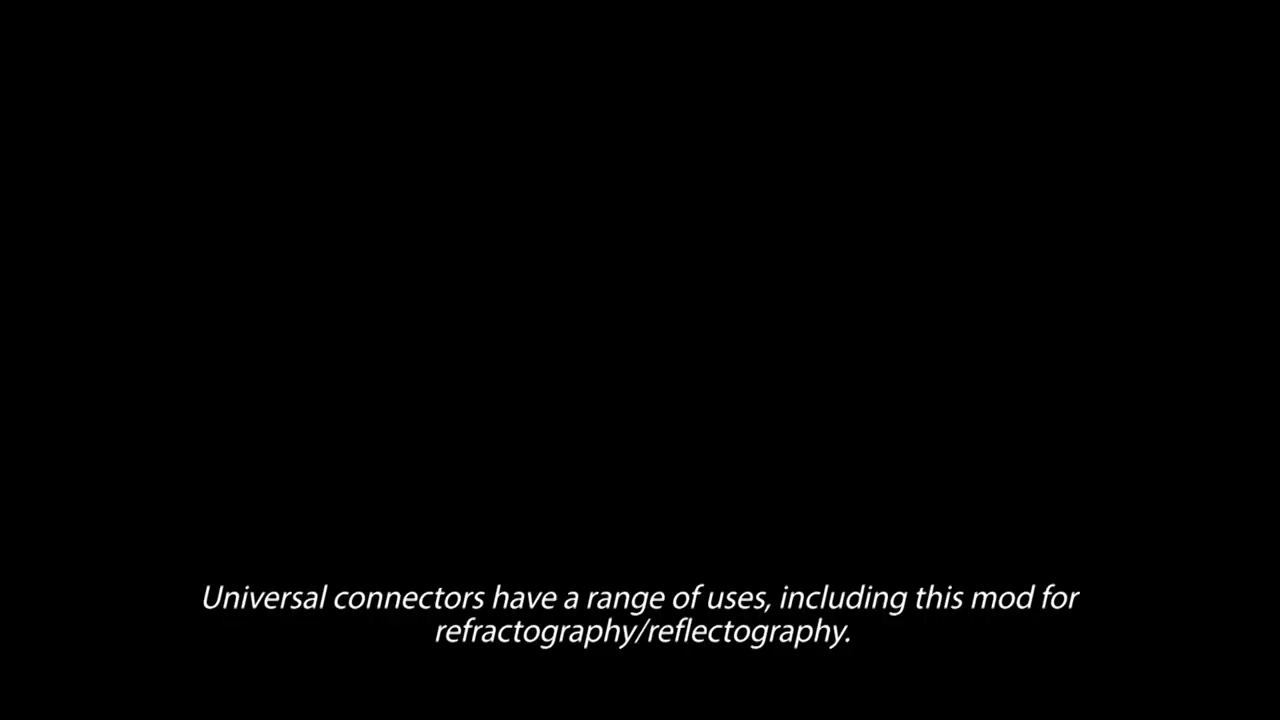 Universal connectors have a range of uses, including this mod for
refractography/reflectography.